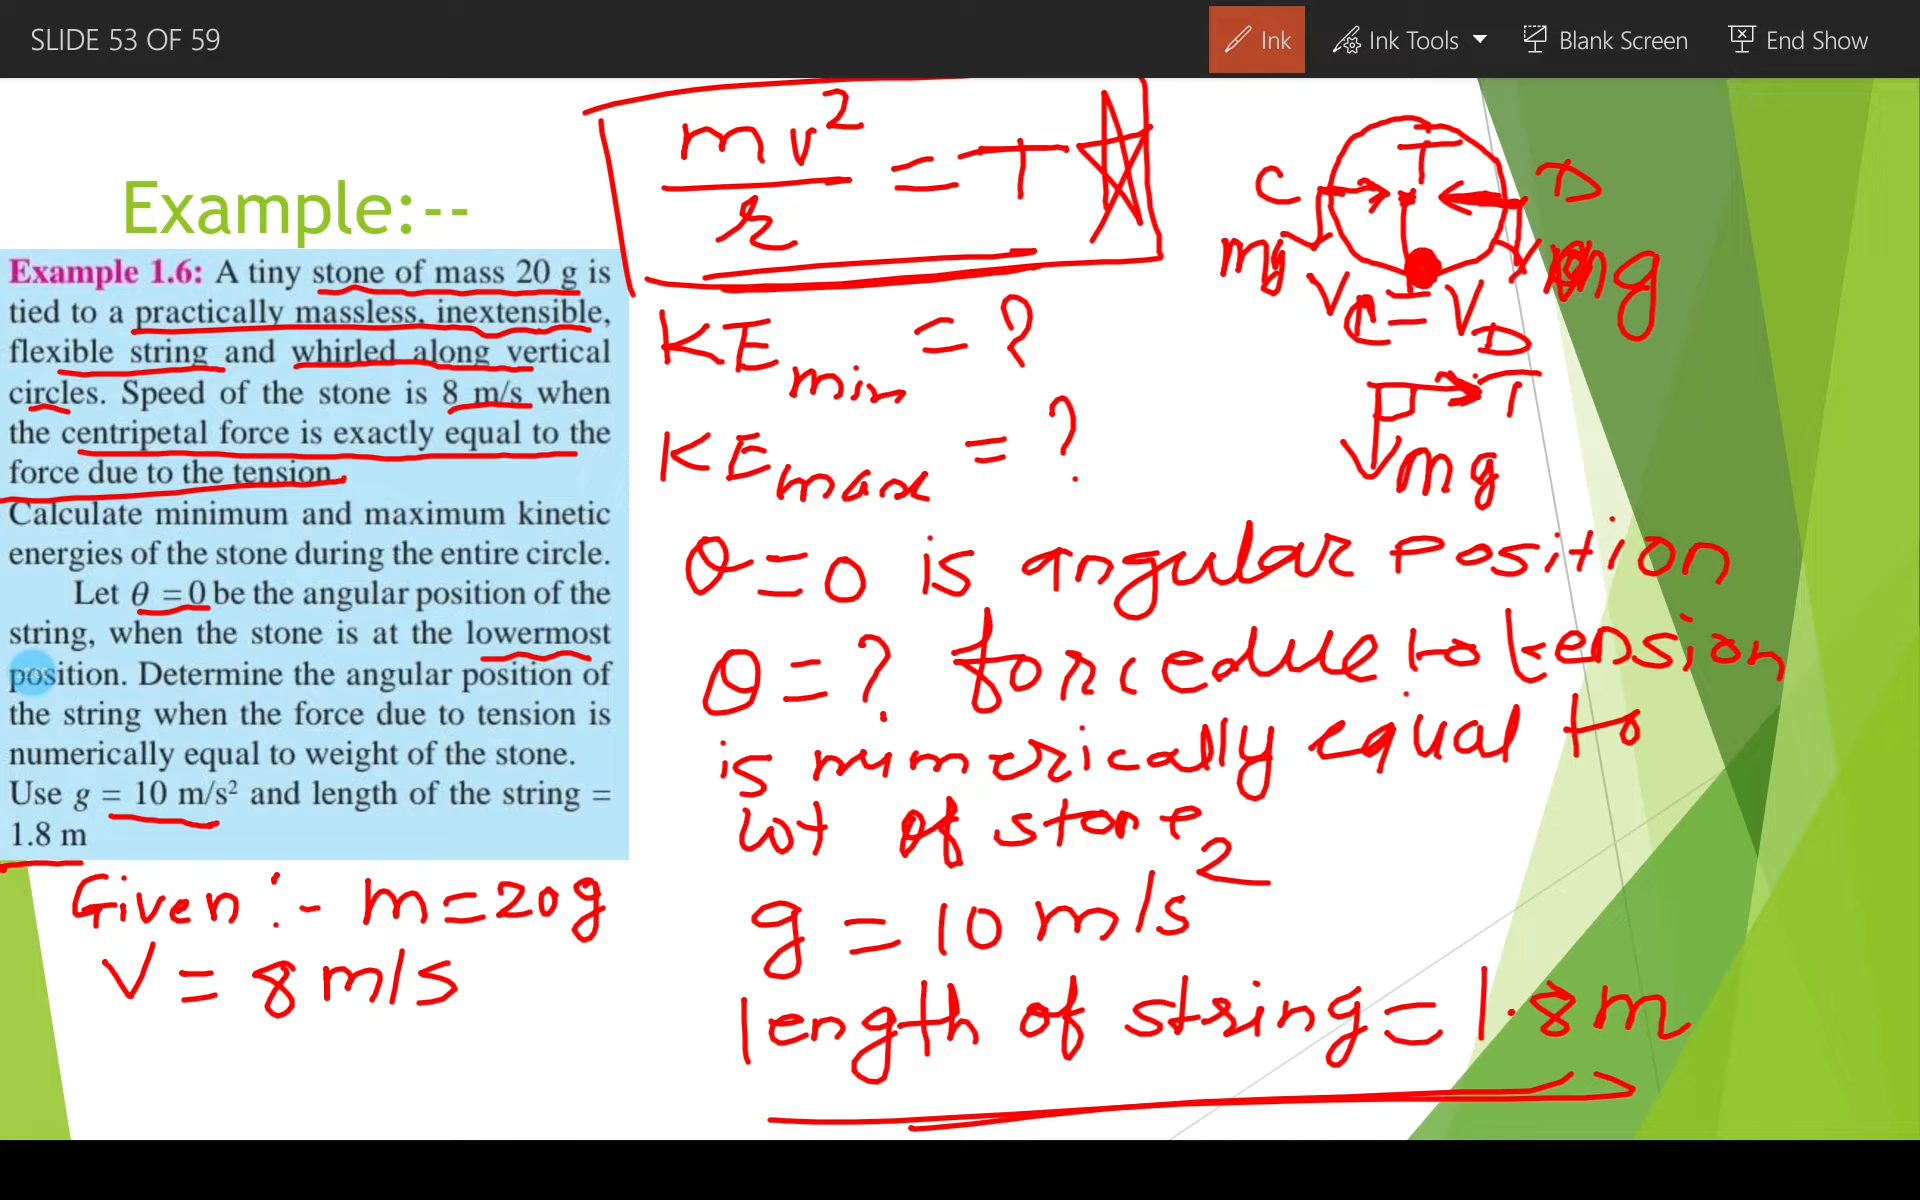 SLIDE 53 OF 59
Ink
Ink Tools
Blank Screen
End Show
Example:--
Example 1.6: A tiny stone of mass 20 g is
tied to a practically massless, inextensible,
flexible string and whirled along vertical
circles. Speed of the stone is 8 m/s when
the centripetal force is exactly equal to the
force due to the tension.
Calculate minimum and maximum kinetic
energies of the stone during the entire circle.
Let θ = 0 be the angular position of the
string, when the stone is at the lowermost
position. Determine the angular position of
the string when the force due to tension is
numerically equal to weight of the stone.
Use g = 10 m/s² and length of the string =
1.8 m
Given :- m = 20g
V = 8 m/s
mv²/r = T
KE min = ?
KE max = ?
θ = 0 is angular position
θ = ? force due to tension
is numerically equal to
wt of stone
g = 10 m/s²
length of string = 1.8 m
T
C
D
mg
mg
V_C = V_D
T
mg